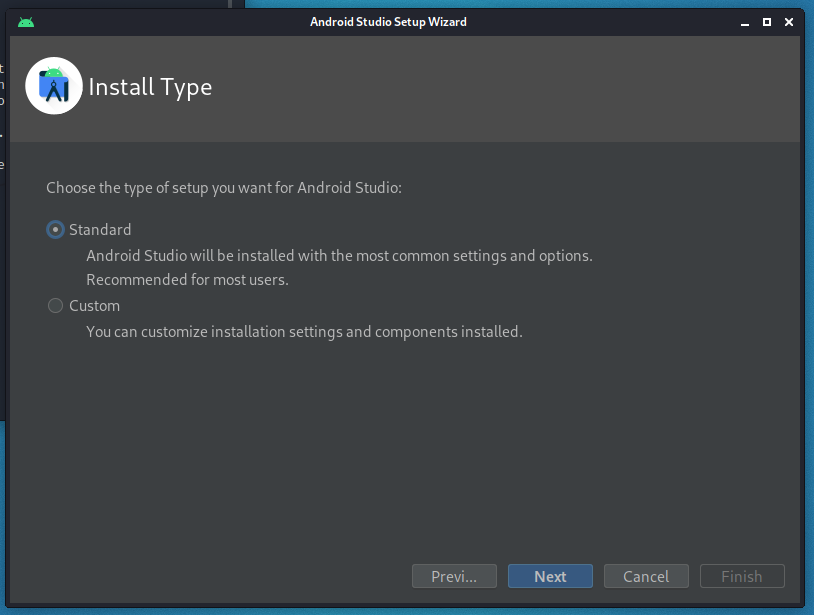 Android Studio Setup Wizard
Install Type
Choose the type of setup you want for Android Studio:
Standard
Android Studio will be installed with the most common settings and options.
Recommended for most users.
Custom
You can customize installation settings and components installed.
Previ...
Next
Cancel
Finish